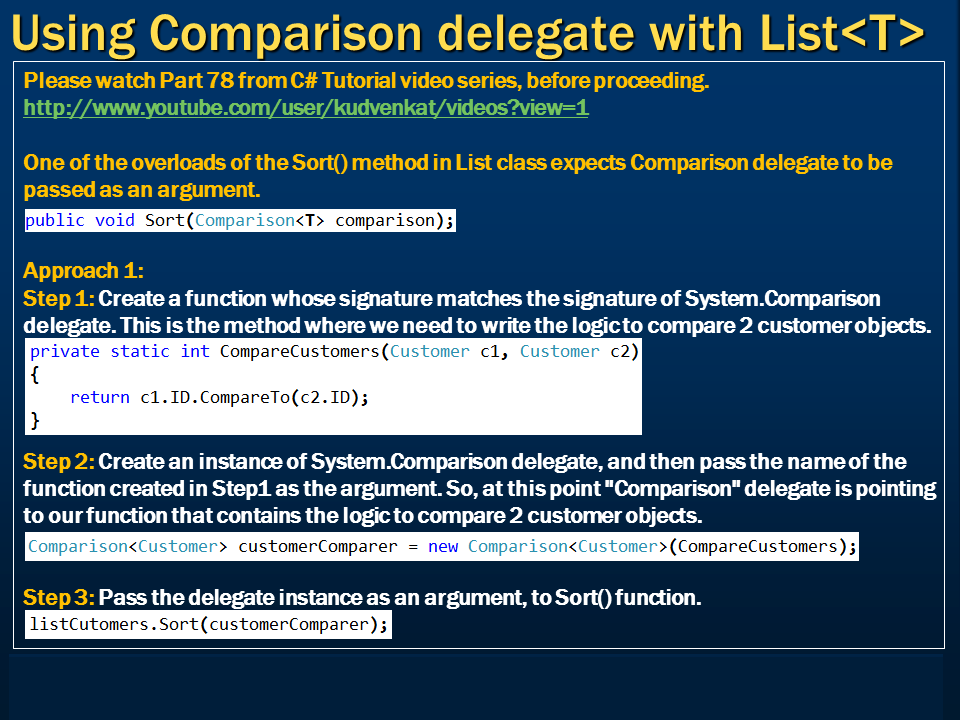 Using Comparison delegate with List<T>
Please watch Part 78 from C# Tutorial video series, before proceeding.
http://www.youtube.com/user/kudvenkat/videos?view=1
One of the overloads of the Sort() method in List class expects Comparison delegate to be
passed as an argument.
public void Sort(Comparison<T> comparison);
Approach 1:
Step 1: Create a function whose signature matches the signature of System.Comparison
delegate. This is the method where we need to write the logic to compare 2 customer objects.
private static int CompareCustomers(Customer c1, Customer c2)
{
    return c1.ID.CompareTo(c2.ID);
}
Step 2: Create an instance of System.Comparison delegate, and then pass the name of the
function created in Step1 as the argument. So, at this point "Comparison" delegate is pointing
to our function that contains the logic to compare 2 customer objects.
Comparison<Customer> customerComparer = new Comparison<Customer>(CompareCustomers);
Step 3: Pass the delegate instance as an argument, to Sort() function.
listCutomers.Sort(customerComparer);